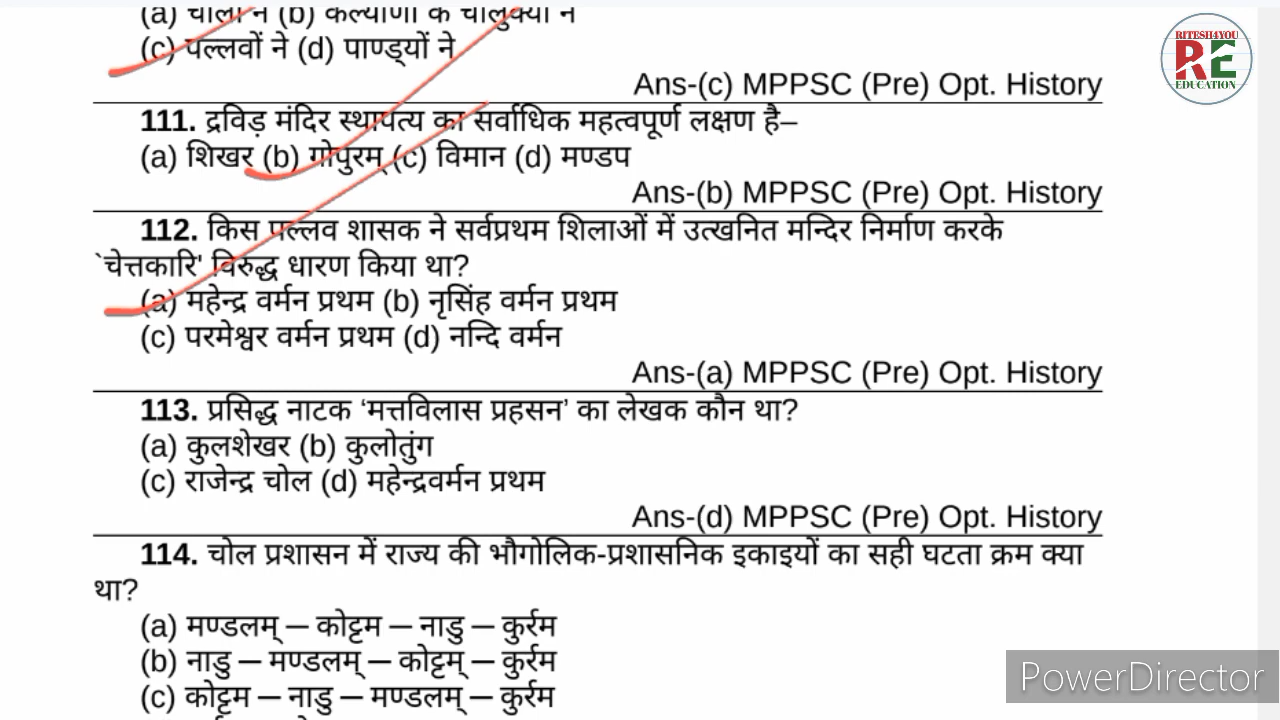 (a) चोलों ने (b) कल्याणी के चालुक्यों ने
(c) पल्लवों ने (d) पाण्ड्यों ने
Ans-(c) MPPSC (Pre) Opt. History
RITESH4YOU
RE
EDUCATION
111. द्रविड़ मंदिर स्थापत्य का सर्वाधिक महत्वपूर्ण लक्षण है–
(a) शिखर (b) गोपुरम् (c) विमान (d) मण्डप
Ans-(b) MPPSC (Pre) Opt. History
112. किस पल्लव शासक ने सर्वप्रथम शिलाओं में उत्खनित मन्दिर निर्माण करके
`चेत्तकारि' विरुद्ध धारण किया था?
(a) महेन्द्र वर्मन प्रथम (b) नृसिंह वर्मन प्रथम
(c) परमेश्वर वर्मन प्रथम (d) नन्दि वर्मन
Ans-(a) MPPSC (Pre) Opt. History
113. प्रसिद्ध नाटक ‘मत्तविलास प्रहसन’ का लेखक कौन था?
(a) कुलशेखर (b) कुलोतुंग
(c) राजेन्द्र चोल (d) महेन्द्रवर्मन प्रथम
Ans-(d) MPPSC (Pre) Opt. History
114. चोल प्रशासन में राज्य की भौगोलिक-प्रशासनिक इकाइयों का सही घटता क्रम क्या
था?
(a) मण्डलम् – कोट्टम – नाडु – कुर्रम
(b) नाडु – मण्डलम् – कोट्टम् – कुर्रम
(c) कोट्टम – नाडु – मण्डलम् – कुर्रम
PowerDirector